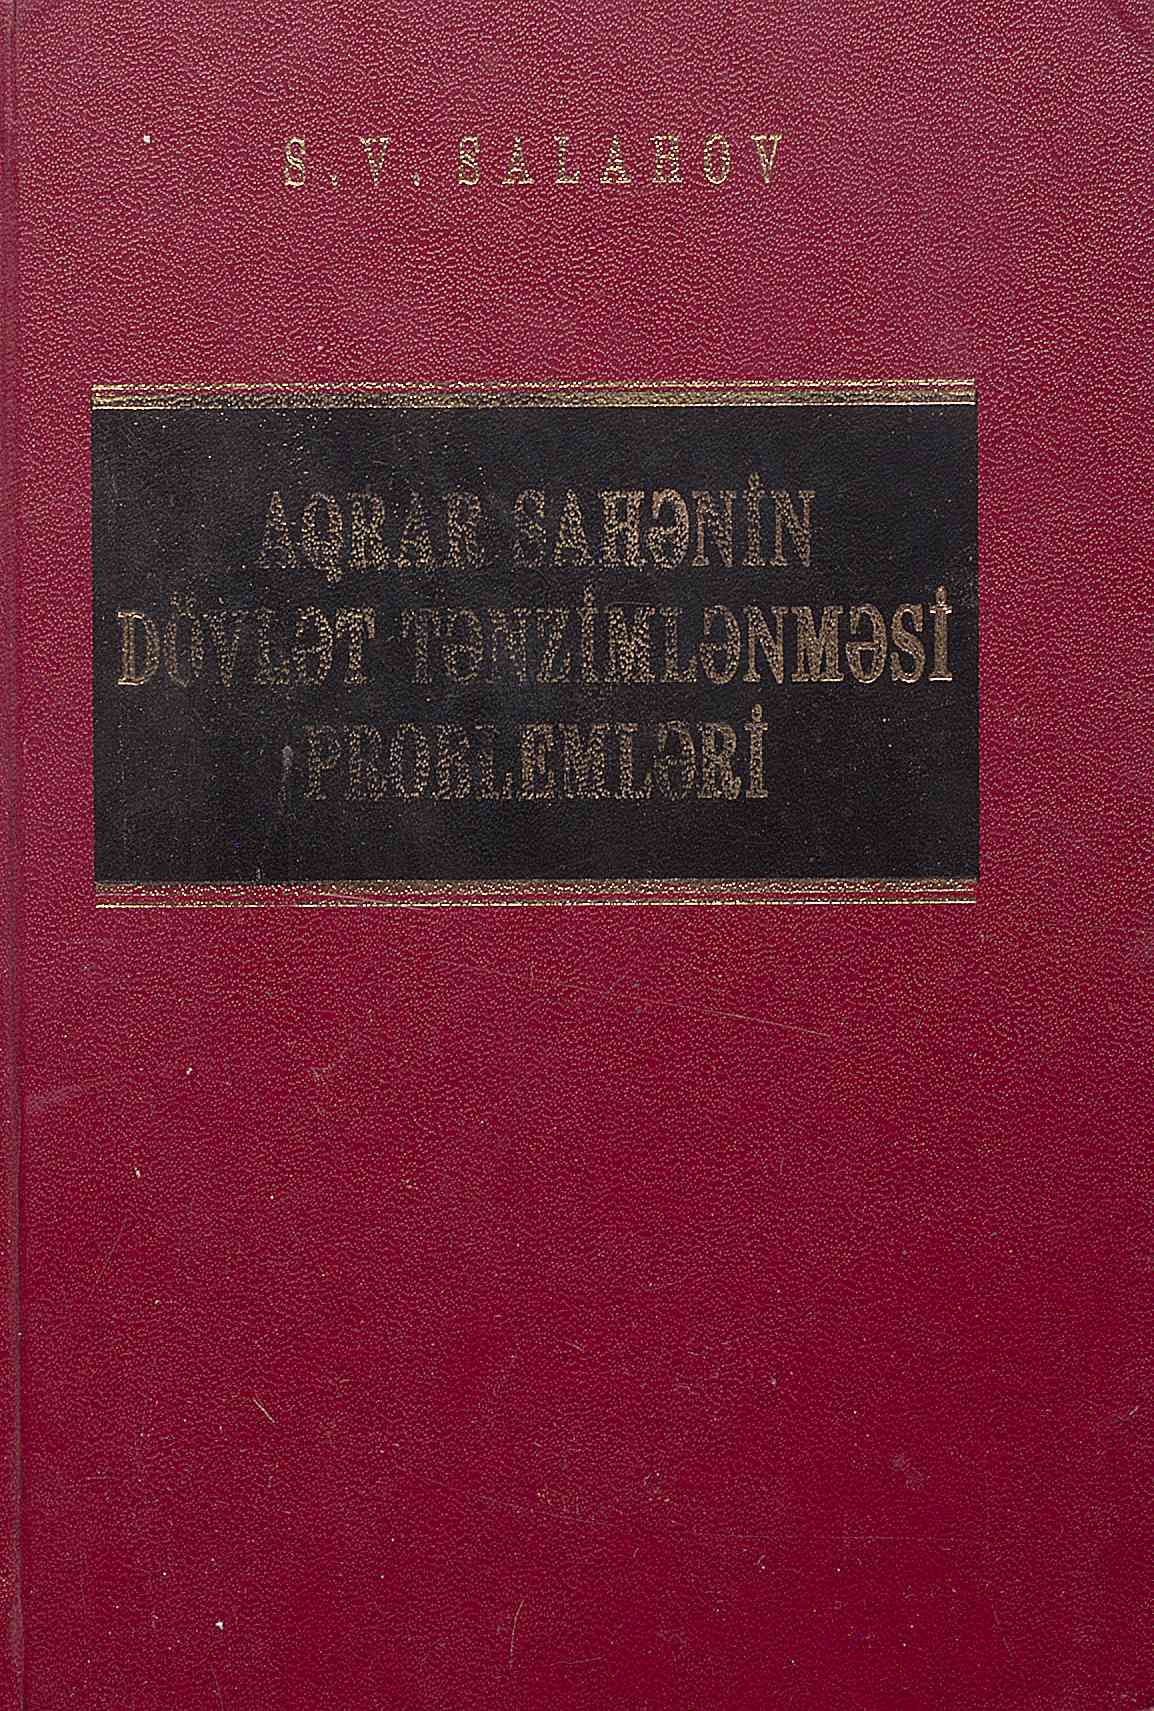 S.V. SALAHOV
AQRAR SAHƏNİN
DÖVLƏT TƏNZİMLƏNMƏSİ
PROBLEMLƏRİ